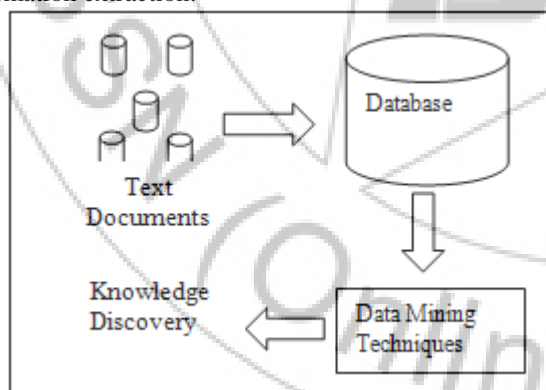 Database
Text
Documents
Knowledge
Discovery
Data Mining
Techniques